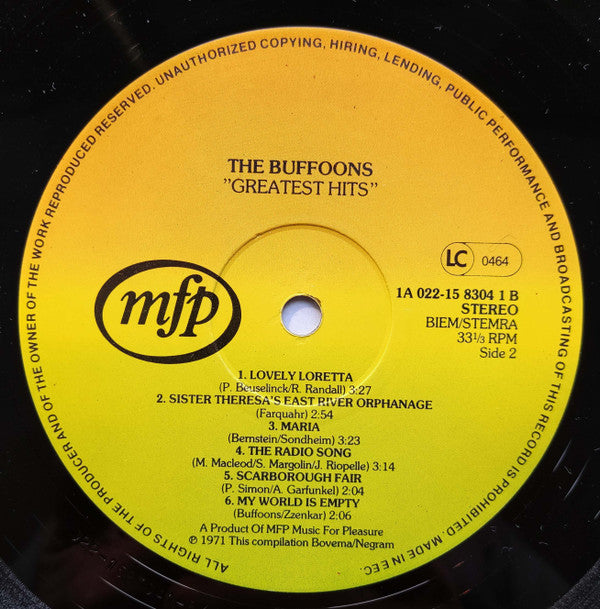 ALL RIGHTS OF THE PRODUCER AND OF THE OWNER OF THE WORK REPRODUCED RESERVED. UNAUTHORIZED COPYING, HIRING, LENDING, PUBLIC PERFORMANCE AND BROADCASTING OF THIS RECORD IS PROHIBITED. MADE IN EEC.
THE BUFFOONS
"GREATEST HITS"
LC 0464
mfp
1A 022-15 8304 1 B
STEREO
BIEM/STEMRA
33⅓ RPM
Side 2
1. LOVELY LORETTA
(P. Beuselinck/R. Randall) 3:27
2. SISTER THERESA'S EAST RIVER ORPHANAGE
(Farquahr) 2:54
3. MARIA
(Bernstein/Sondheim) 3:23
4. THE RADIO SONG
(M. Macleod/S. Margolin/J. Riopelle) 3:14
5. SCARBOROUGH FAIR
(P. Simon/A. Garfunkel) 2:04
6. MY WORLD IS EMPTY
(Buffoons/Zzenkar) 2:06
A Product Of MFP Music For Pleasure
℗ 1971 This compilation Bovema/Negram